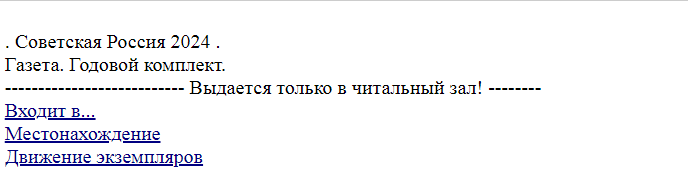 . Советская Россия 2024 .
Газета. Годовой комплект.
--------------------------- Выдается только в читальный зал! --------
Входит в...
Местонахождение
Движение экземпляров